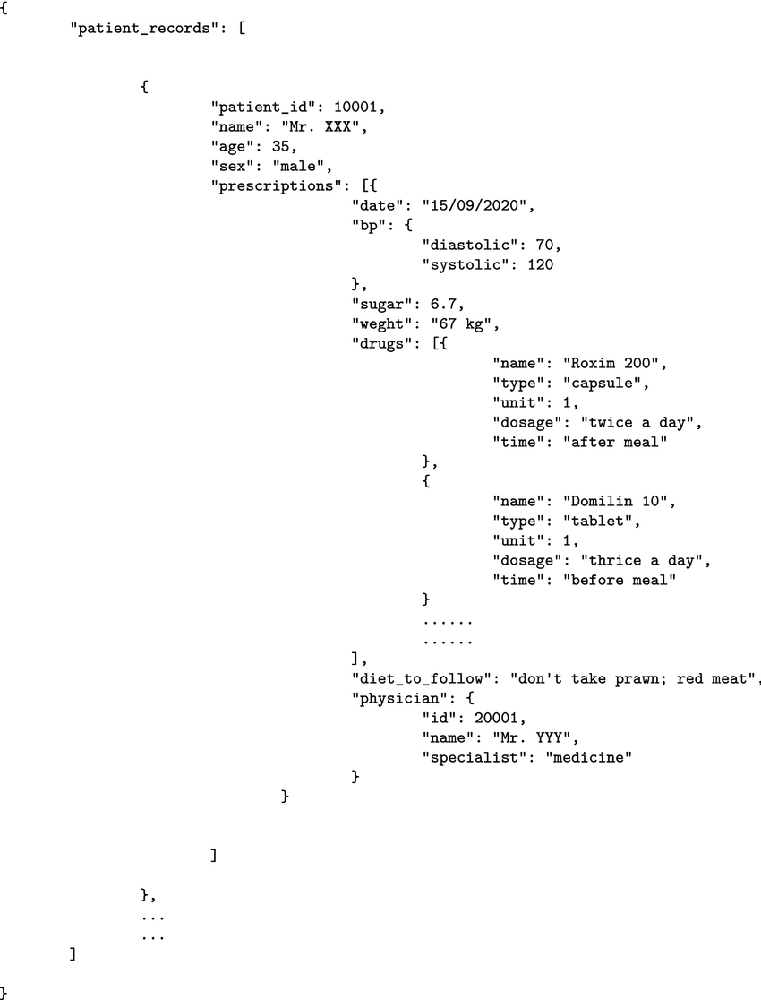 {
"patient_records": [
{
"patient_id": 10001,
"name": "Mr. XXX",
"age": 35,
"sex": "male",
"prescriptions": [{
"date": "15/09/2020",
"bp": {
"diastolic": 70,
"systolic": 120
},
"sugar": 6.7,
"weght": "67 kg",
"drugs": [{
"name": "Roxim 200",
"type": "capsule",
"unit": 1,
"dosage": "twice a day",
"time": "after meal"
},
{
"name": "Domilin 10",
"type": "tablet",
"unit": 1,
"dosage": "thrice a day",
"time": "before meal"
}
......
......
],
"diet_to_follow": "don't take prawn; red meat",
"physician": {
"id": 20001,
"name": "Mr. YYY",
"specialist": "medicine"
}
}
]
},
...
...
]
}